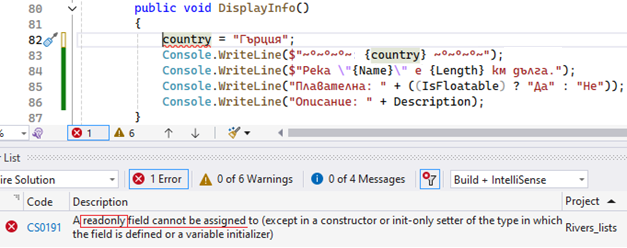 80 public void DisplayInfo()
81 {
82 country = "Гърция";
83 Console.WriteLine($"~°~°~°~°~ {country} ~°~°~°~");
84 Console.WriteLine($"Река \"{Name}\" е {Length} км дълга.");
85 Console.WriteLine("Плавателна: " + ((IsFloatable) ? "Да" : "Не"));
86 Console.WriteLine("Описание: " + Description);
87 }
% 1 6
r List
ire Solution 1 Error 0 of 6 Warnings 0 of 4 Messages Build + IntelliSense
Code Description Project
CS0191 A readonly field cannot be assigned to (except in a constructor or init-only setter of the type in which Rivers_lists
the field is defined or a variable initializer)